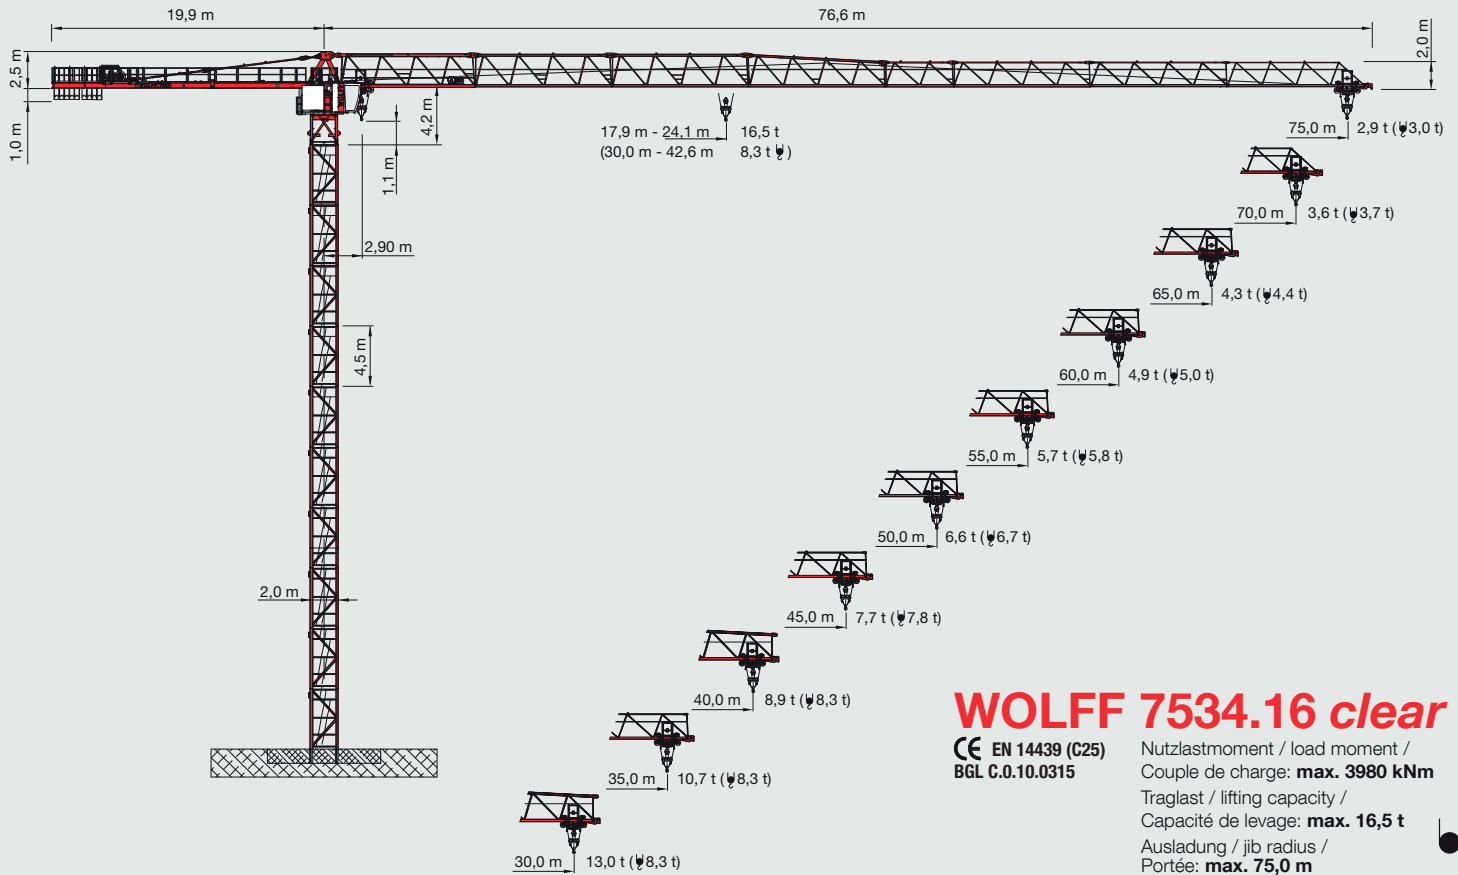 19,9 m
76,6 m
2,5 m
1,0 m
2,0 m
4,2 m
1,1 m
17,9 m - 24,1 m 16,5 t
(30,0 m - 42,6 m 8,3 t)
75,0 m 2,9 t (3,0 t)
70,0 m 3,6 t (3,7 t)
2,90 m
65,0 m 4,3 t (4,4 t)
4,5 m
60,0 m 4,9 t (5,0 t)
55,0 m 5,7 t (5,8 t)
50,0 m 6,6 t (6,7 t)
2,0 m
45,0 m 7,7 t (7,8 t)
40,0 m 8,9 t (8,3 t)
35,0 m 10,7 t (8,3 t)
30,0 m 13,0 t (8,3 t)
WOLFF 7534.16 clear
CE EN 14439 (C25)
BGL C.0.10.0315
Nutzlastmoment / load moment /
Couple de charge: max. 3980 kNm
Traglast / lifting capacity /
Capacité de levage: max. 16,5 t
Ausladung / jib radius /
Portée: max. 75,0 m